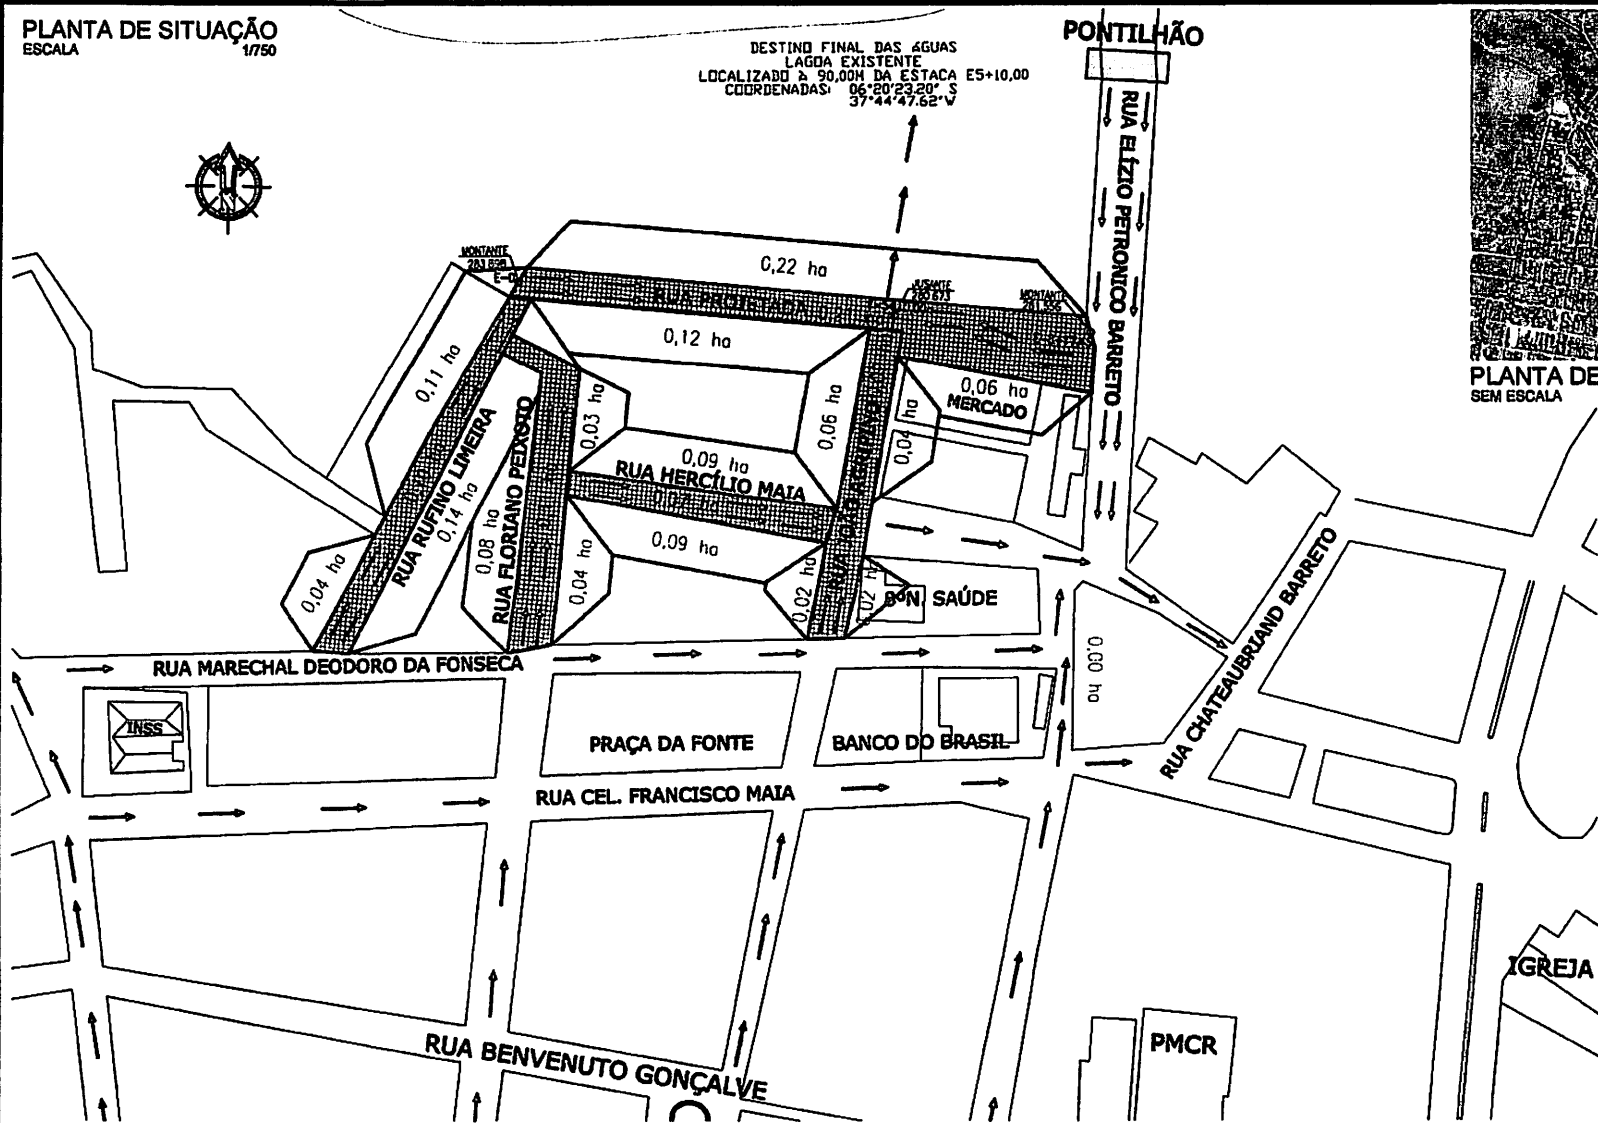 PLANTA DE SITUAÇÃO
ESCALA 1/750
DESTINO FINAL DAS ÁGUAS
LAGOA EXISTENTE
LOCALIZADO À 90,00M DA ESTACA E5+10,00
COORDENADAS: 06°20'23.20" S
37°44'47.62"W
PONTILHÃO
RUA ELÍZIO PETRONICO BARRETO
PLANTA DE
SEM ESCALA
N
MONTANTE
E-0
0,22 ha
RUA PROJETADA
JUSANTE
MONTANTE
0,12 ha
0,11 ha
0,03 ha
0,06 ha
0,04 ha
0,06 ha
MERCADO
0,09 ha
RUA HERCÍLIO MAIA
RUA RUFINO LIMEIRA
0,14 ha
RUA FLORIANO PEIXOTO
0,08 ha
RUA JOÃO AGRIPINO
0,09 ha
0,04 ha
0,04 ha
0,02 ha
0,02 ha
SºN. SAÚDE
0,00 ha
RUA CHATEAUBRIAND BARRETO
RUA MARECHAL DEODORO DA FONSECA
INSS
PRAÇA DA FONTE
BANCO DO BRASIL
RUA CEL. FRANCISCO MAIA
IGREJA
PMCR
RUA BENVENUTO GONÇALVE